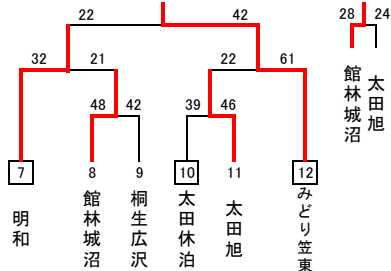 22 42
28 24
32 21 22 61
48 42 39 46
館林城沼
太田旭
7 8 9 10 11 12
明和
館林城沼
桐生広沢
太田休泊
太田旭
みどり笠東